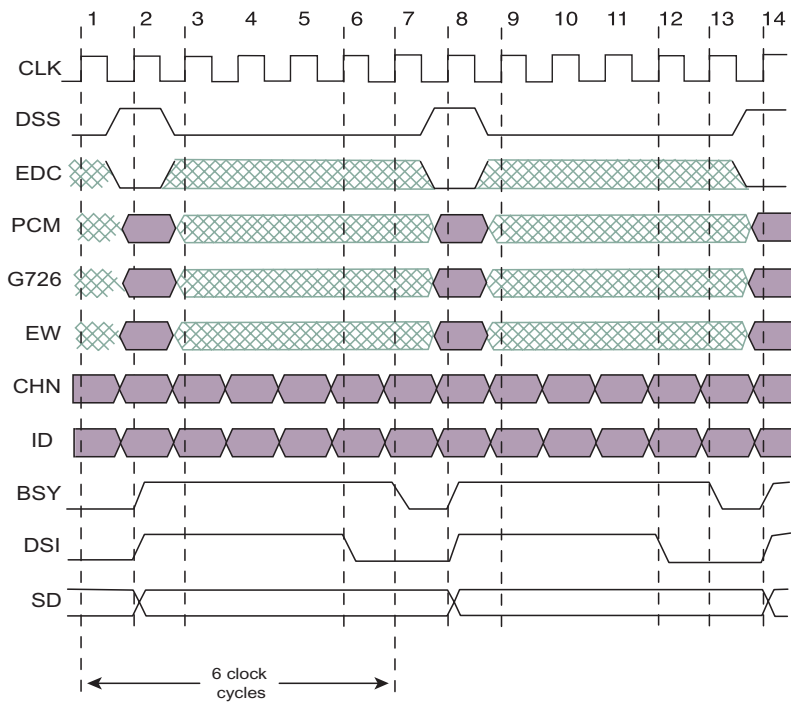 1 2 3 4 5 6 7 8 9 10 11 12 13 14
CLK
DSS
EDC
PCM
G726
EW
CHN
ID
BSY
DSI
SD
6 clock
cycles